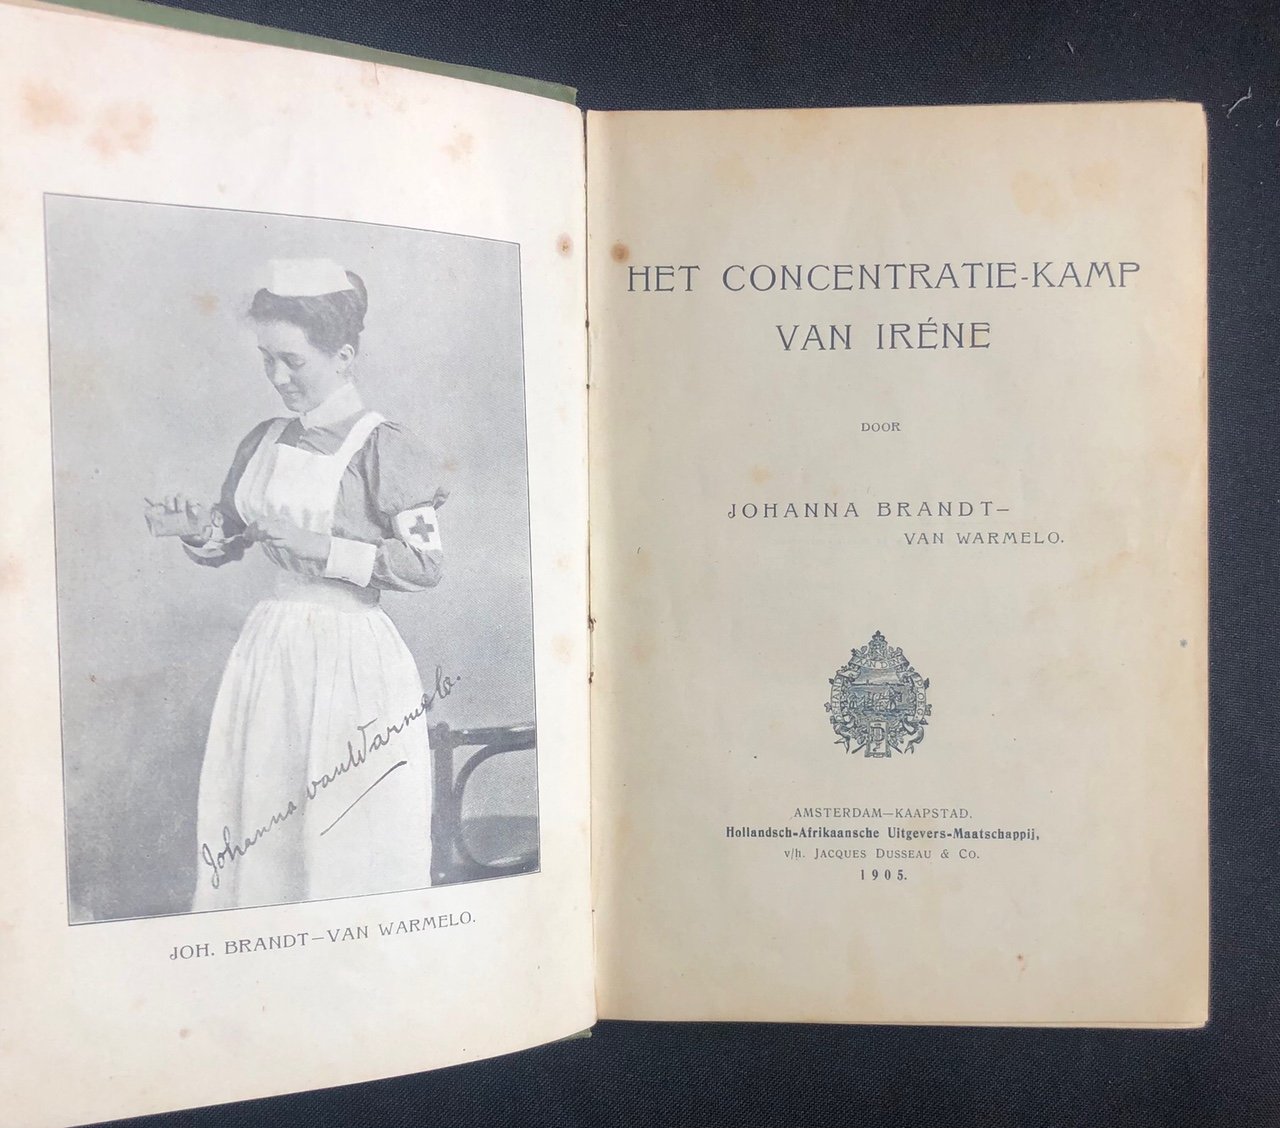 Johanna van Warmelo.
JOH. BRANDT—VAN WARMELO.
HET CONCENTRATIE-KAMP
VAN IRÉNE
DOOR
JOHANNA BRANDT—
VAN WARMELO.
AMSTERDAM—KAAPSTAD.
Hollandsch-Afrikaansche Uitgevers-Maatschappij,
v/h. JACQUES DUSSEAU & Co.
1905.